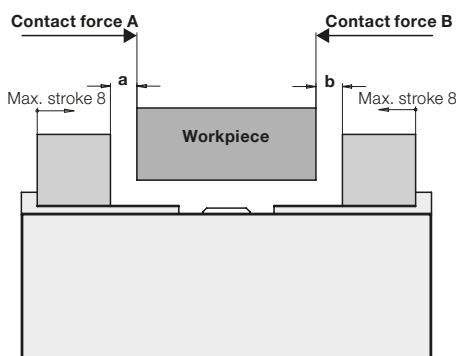 Contact force A
Contact force B
a
b
Max. stroke 8
Max. stroke 8
Workpiece